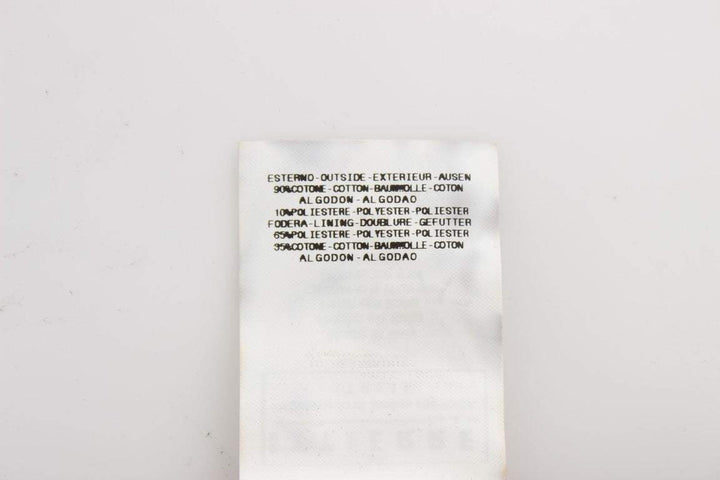 ESTERNO-OUTSIDE-EXTERIEUR-AUSEN
90%COTONE-COTTON-BAUMWOLLE-COTON
ALGODON-ALGODAO
10%POLIESTERE-POLYESTER-POLIESTER
FODERA-LINING-DOUBLURE-GEFUTTER
65%POLIESTERE-POLYESTER-POLIESTER
35%COTONE-COTTON-BAUMWOLLE-COTON
ALGODON-ALGODAO